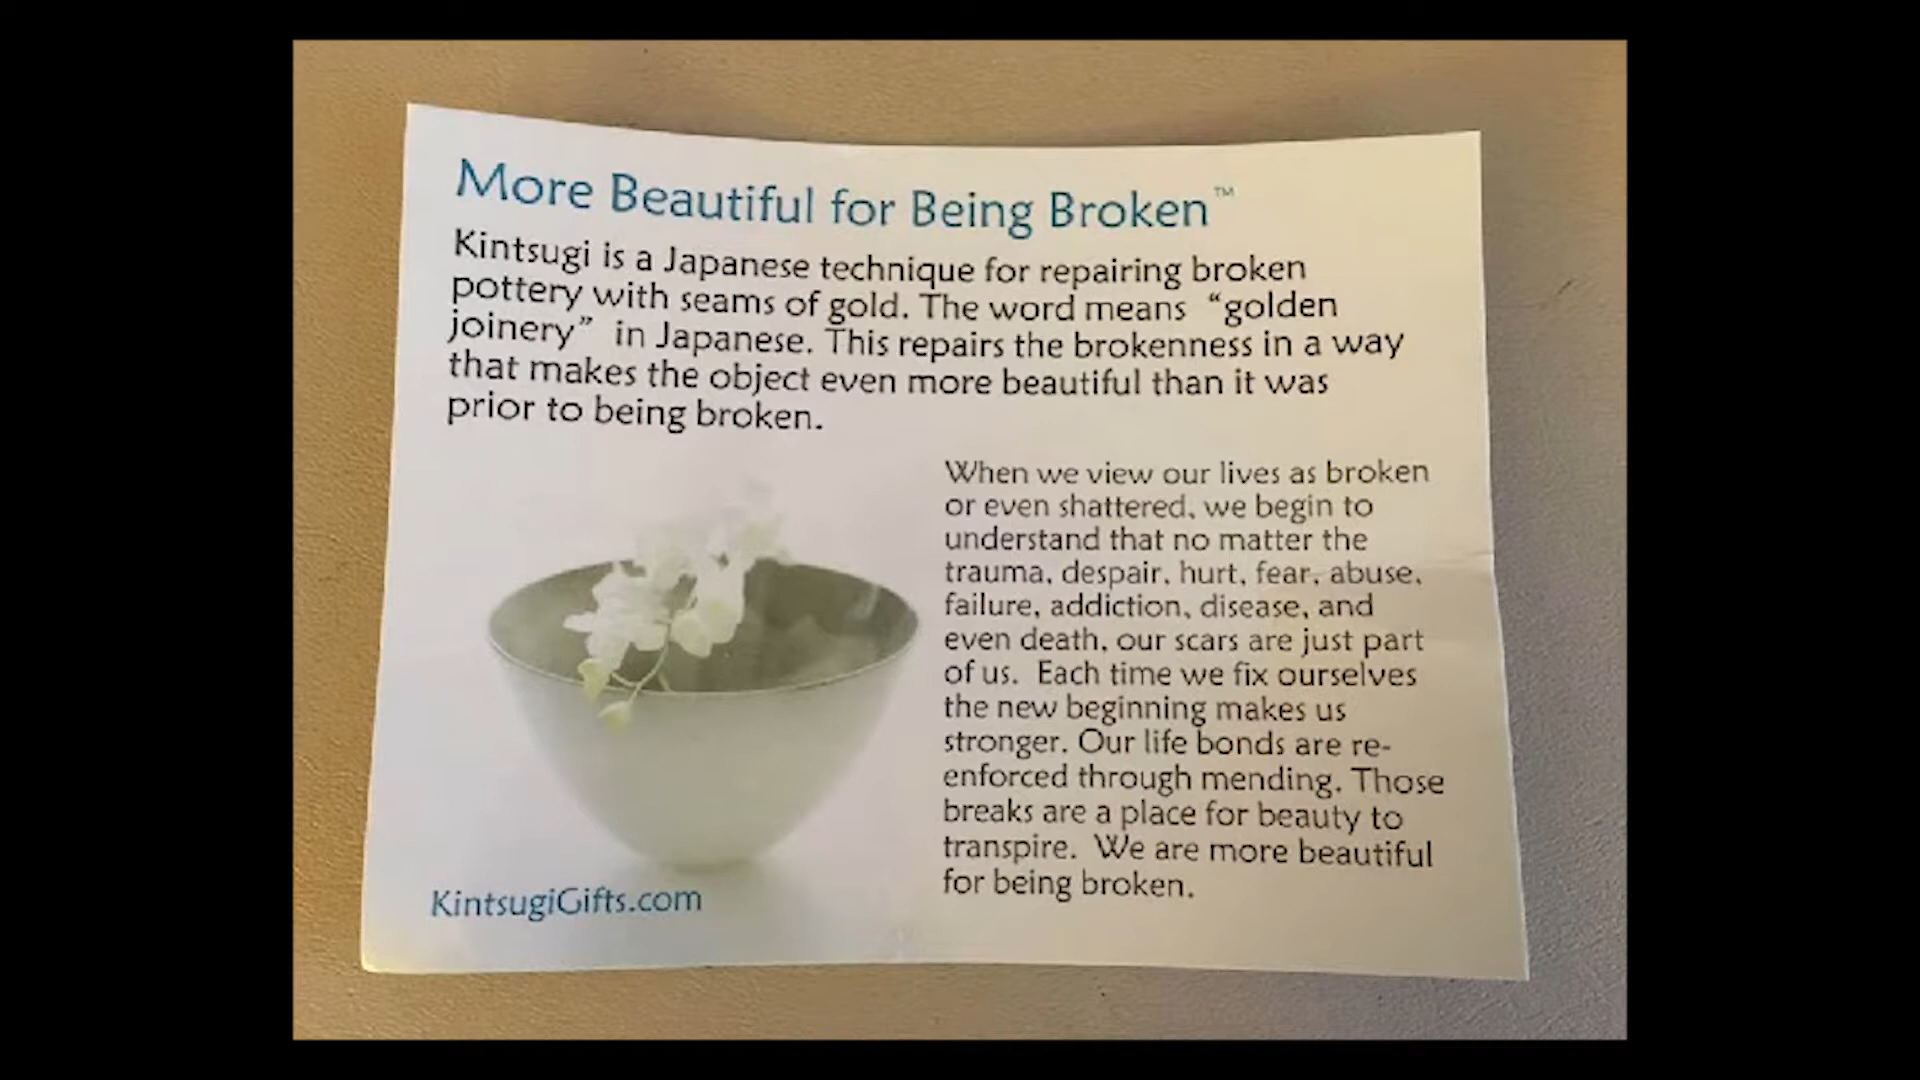 More Beautiful for Being Broken™
Kintsugi is a Japanese technique for repairing broken
pottery with seams of gold. The word means “golden
joinery” in Japanese. This repairs the brokenness in a way
that makes the object even more beautiful than it was
prior to being broken.
When we view our lives as broken
or even shattered, we begin to
understand that no matter the
trauma, despair, hurt, fear, abuse,
failure, addiction, disease, and
even death, our scars are just part
of us. Each time we fix ourselves
the new beginning makes us
stronger. Our life bonds are re-
enforced through mending. Those
breaks are a place for beauty to
transpire. We are more beautiful
for being broken.
KintsugiGifts.com